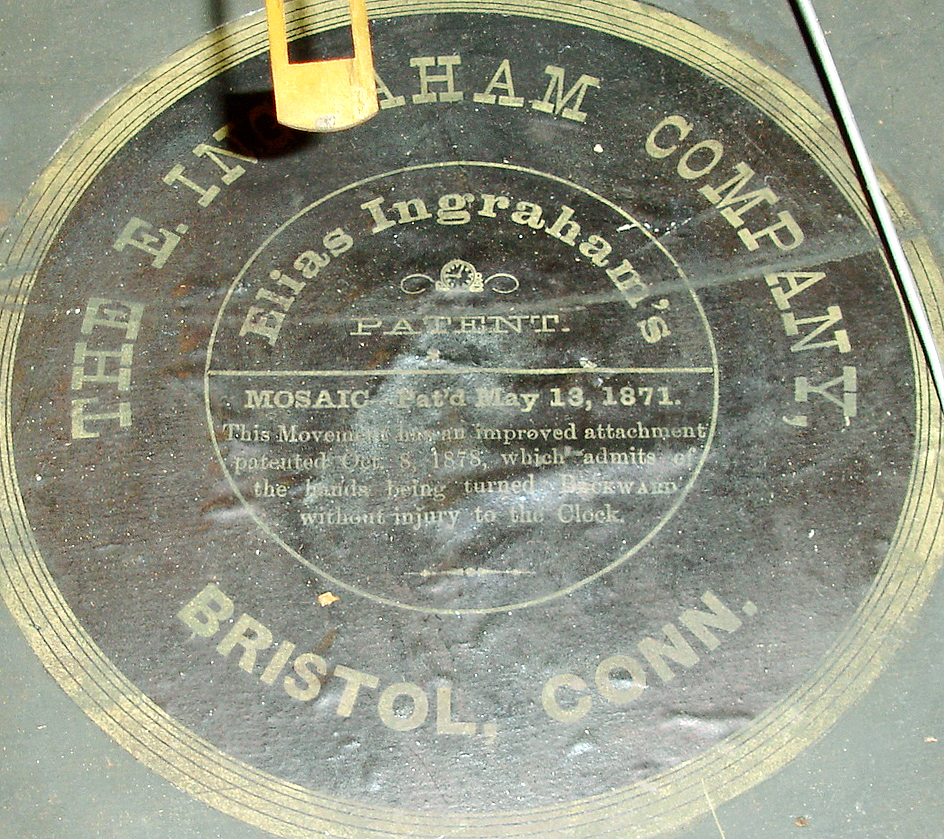 THE E. INGRAHAM COMPANY,
Elias Ingraham's
PATENT.
MOSAIC Pat'd May 13, 1871.
This Movement has an improved attachment
patented Oct. 8, 1878, which admits of
the hands being turned BACKWARD
without injury to the Clock.
BRISTOL, CONN.